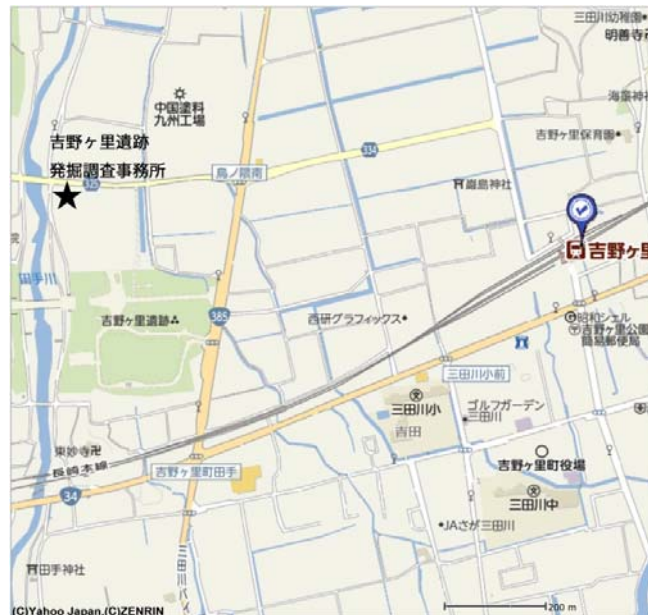 三田川幼稚園
明善寺
中国塗料
九州工場
海童神社
吉野ヶ里遺跡
発掘調査事務所
334
吉野ヶ里保育園
325
鳥ノ隈南
嚴島神社
吉野ヶ里
田手川
吉野ヶ里遺跡
385
西研グラフィックス
昭和シェル
吉野ヶ里公園
簡易郵便局
三田川小前
三田川小
ゴルフガーデン
三田川
吉田
東妙寺
長崎本線
吉野ヶ里町田手
吉野ヶ里町役場
34
三田川中
JAさが三田川
田手神社
三田川バイ
200 m
(C)Yahoo Japan,(C)ZENRIN